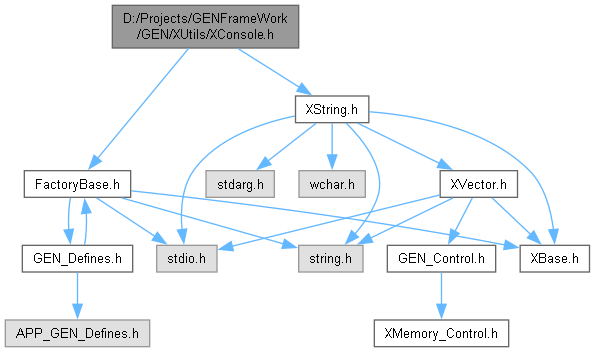 D:/Projects/GENFrameWork
/GEN/XUtils/XConsole.h
XString.h
FactoryBase.h
stdarg.h
wchar.h
XVector.h
GEN_Defines.h
stdio.h
string.h
GEN_Control.h
XBase.h
APP_GEN_Defines.h
XMemory_Control.h